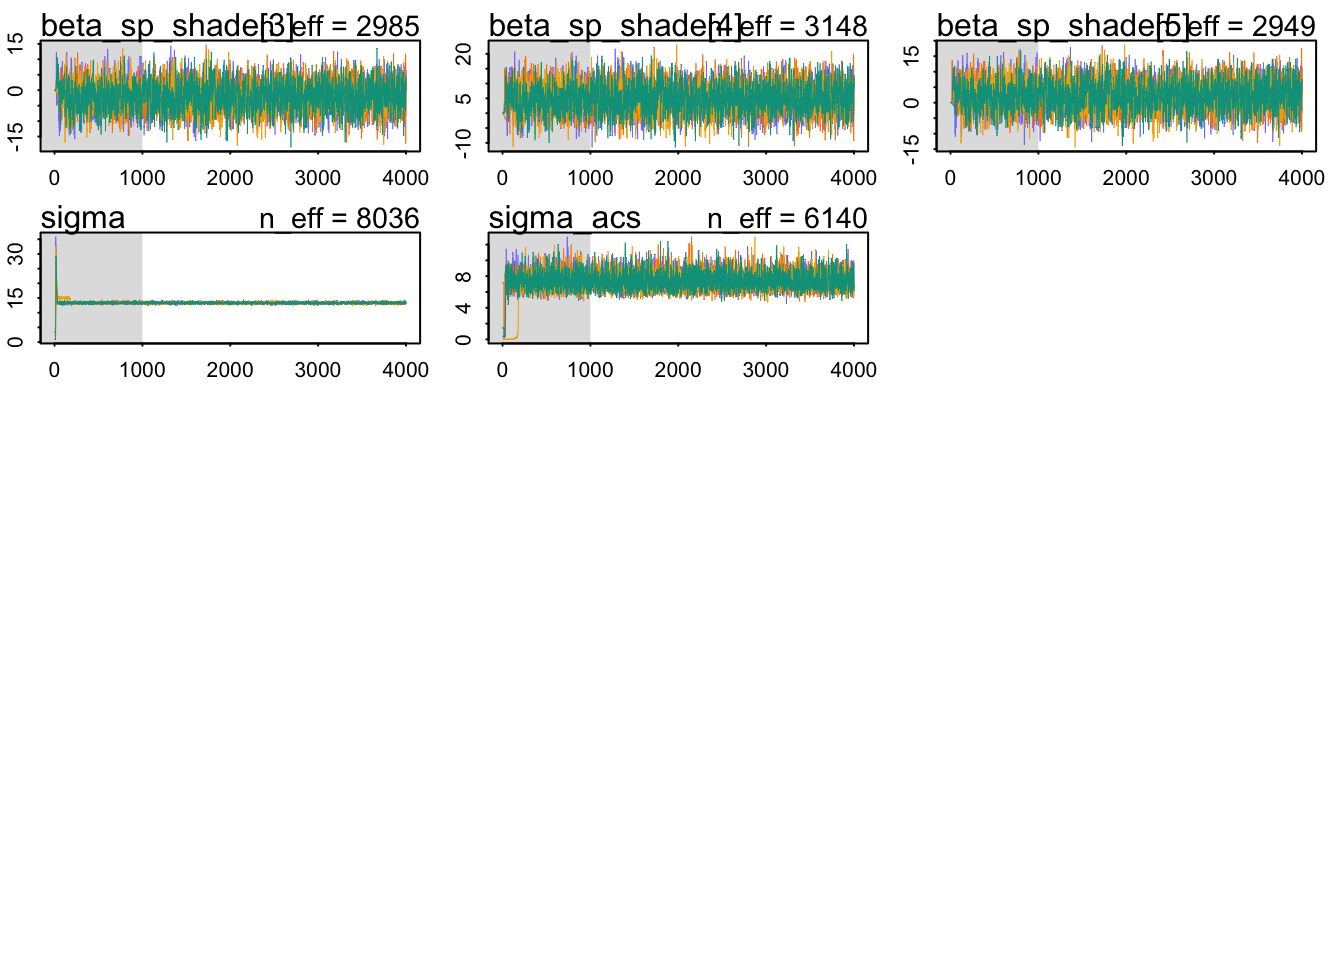 beta_sp_shade[3] n_eff = 2985
15
0
-15
0 1000 2000 3000 4000
beta_sp_shade[4] n_eff = 3148
20
5
-10
0 1000 2000 3000 4000
beta_sp_shade[5] n_eff = 2949
15
0
-15
0 1000 2000 3000 4000
sigma n_eff = 8036
30
15
0
0 1000 2000 3000 4000
sigma_acs n_eff = 6140
8
4
0
0 1000 2000 3000 4000